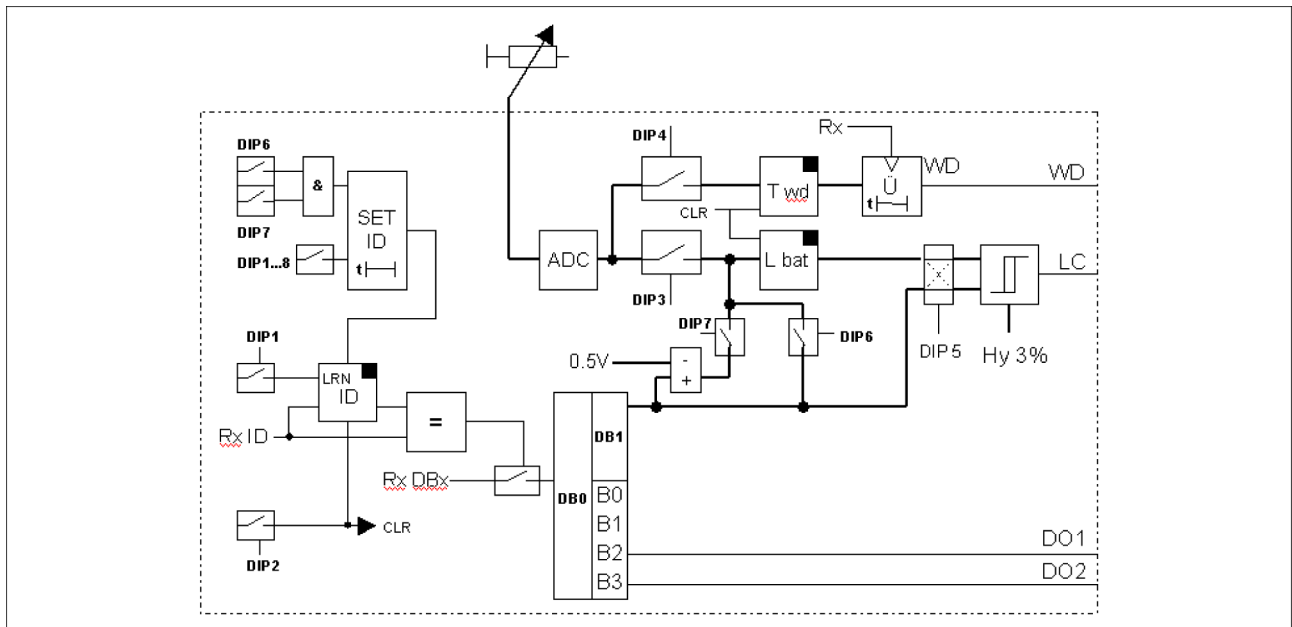 DIP4
Rx
DIP6
&
DIP7
SET
ID
t
DIP1...8
T wd
WD
Ü
t
WD
CLR
ADC
L bat
LC
DIP3
x
DIP7
DIP6
DIP5
Hy 3%
0.5V
-
+
DIP1
LRN
ID
=
Rx ID
DB1
Rx DBx
DB0
B0
B1
B2
B3
CLR
DIP2
DO1
DO2